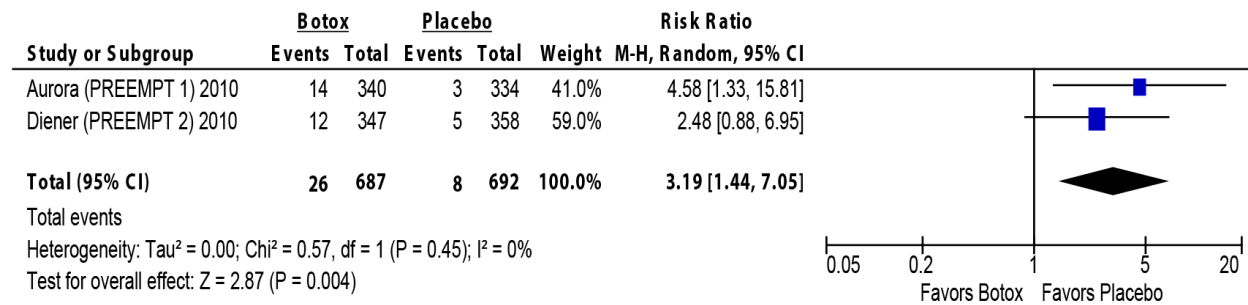 Botox Placebo Risk Ratio
Study or Subgroup Events Total Events Total Weight M-H, Random, 95% CI
Aurora (PREEMPT 1) 2010 14 340 3 334 41.0% 4.58 [1.33, 15.81]
Diener (PREEMPT 2) 2010 12 347 5 358 59.0% 2.48 [0.88, 6.95]
Total (95% CI) 26 687 8 692 100.0% 3.19 [1.44, 7.05]
Total events
Heterogeneity: Tau² = 0.00; Chi² = 0.57, df = 1 (P = 0.45); I² = 0%
Test for overall effect: Z = 2.87 (P = 0.004)
0.05 0.2 1 5 20
Favors Botox Favors Placebo